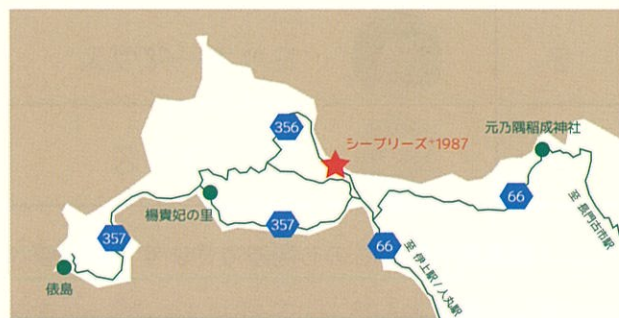 356
シーブリーズ⁺1987
元乃隅稲成神社
66
至 長門古市駅
楊貴妃の里
357
357
66
至 伊上駅/人丸駅
俵島